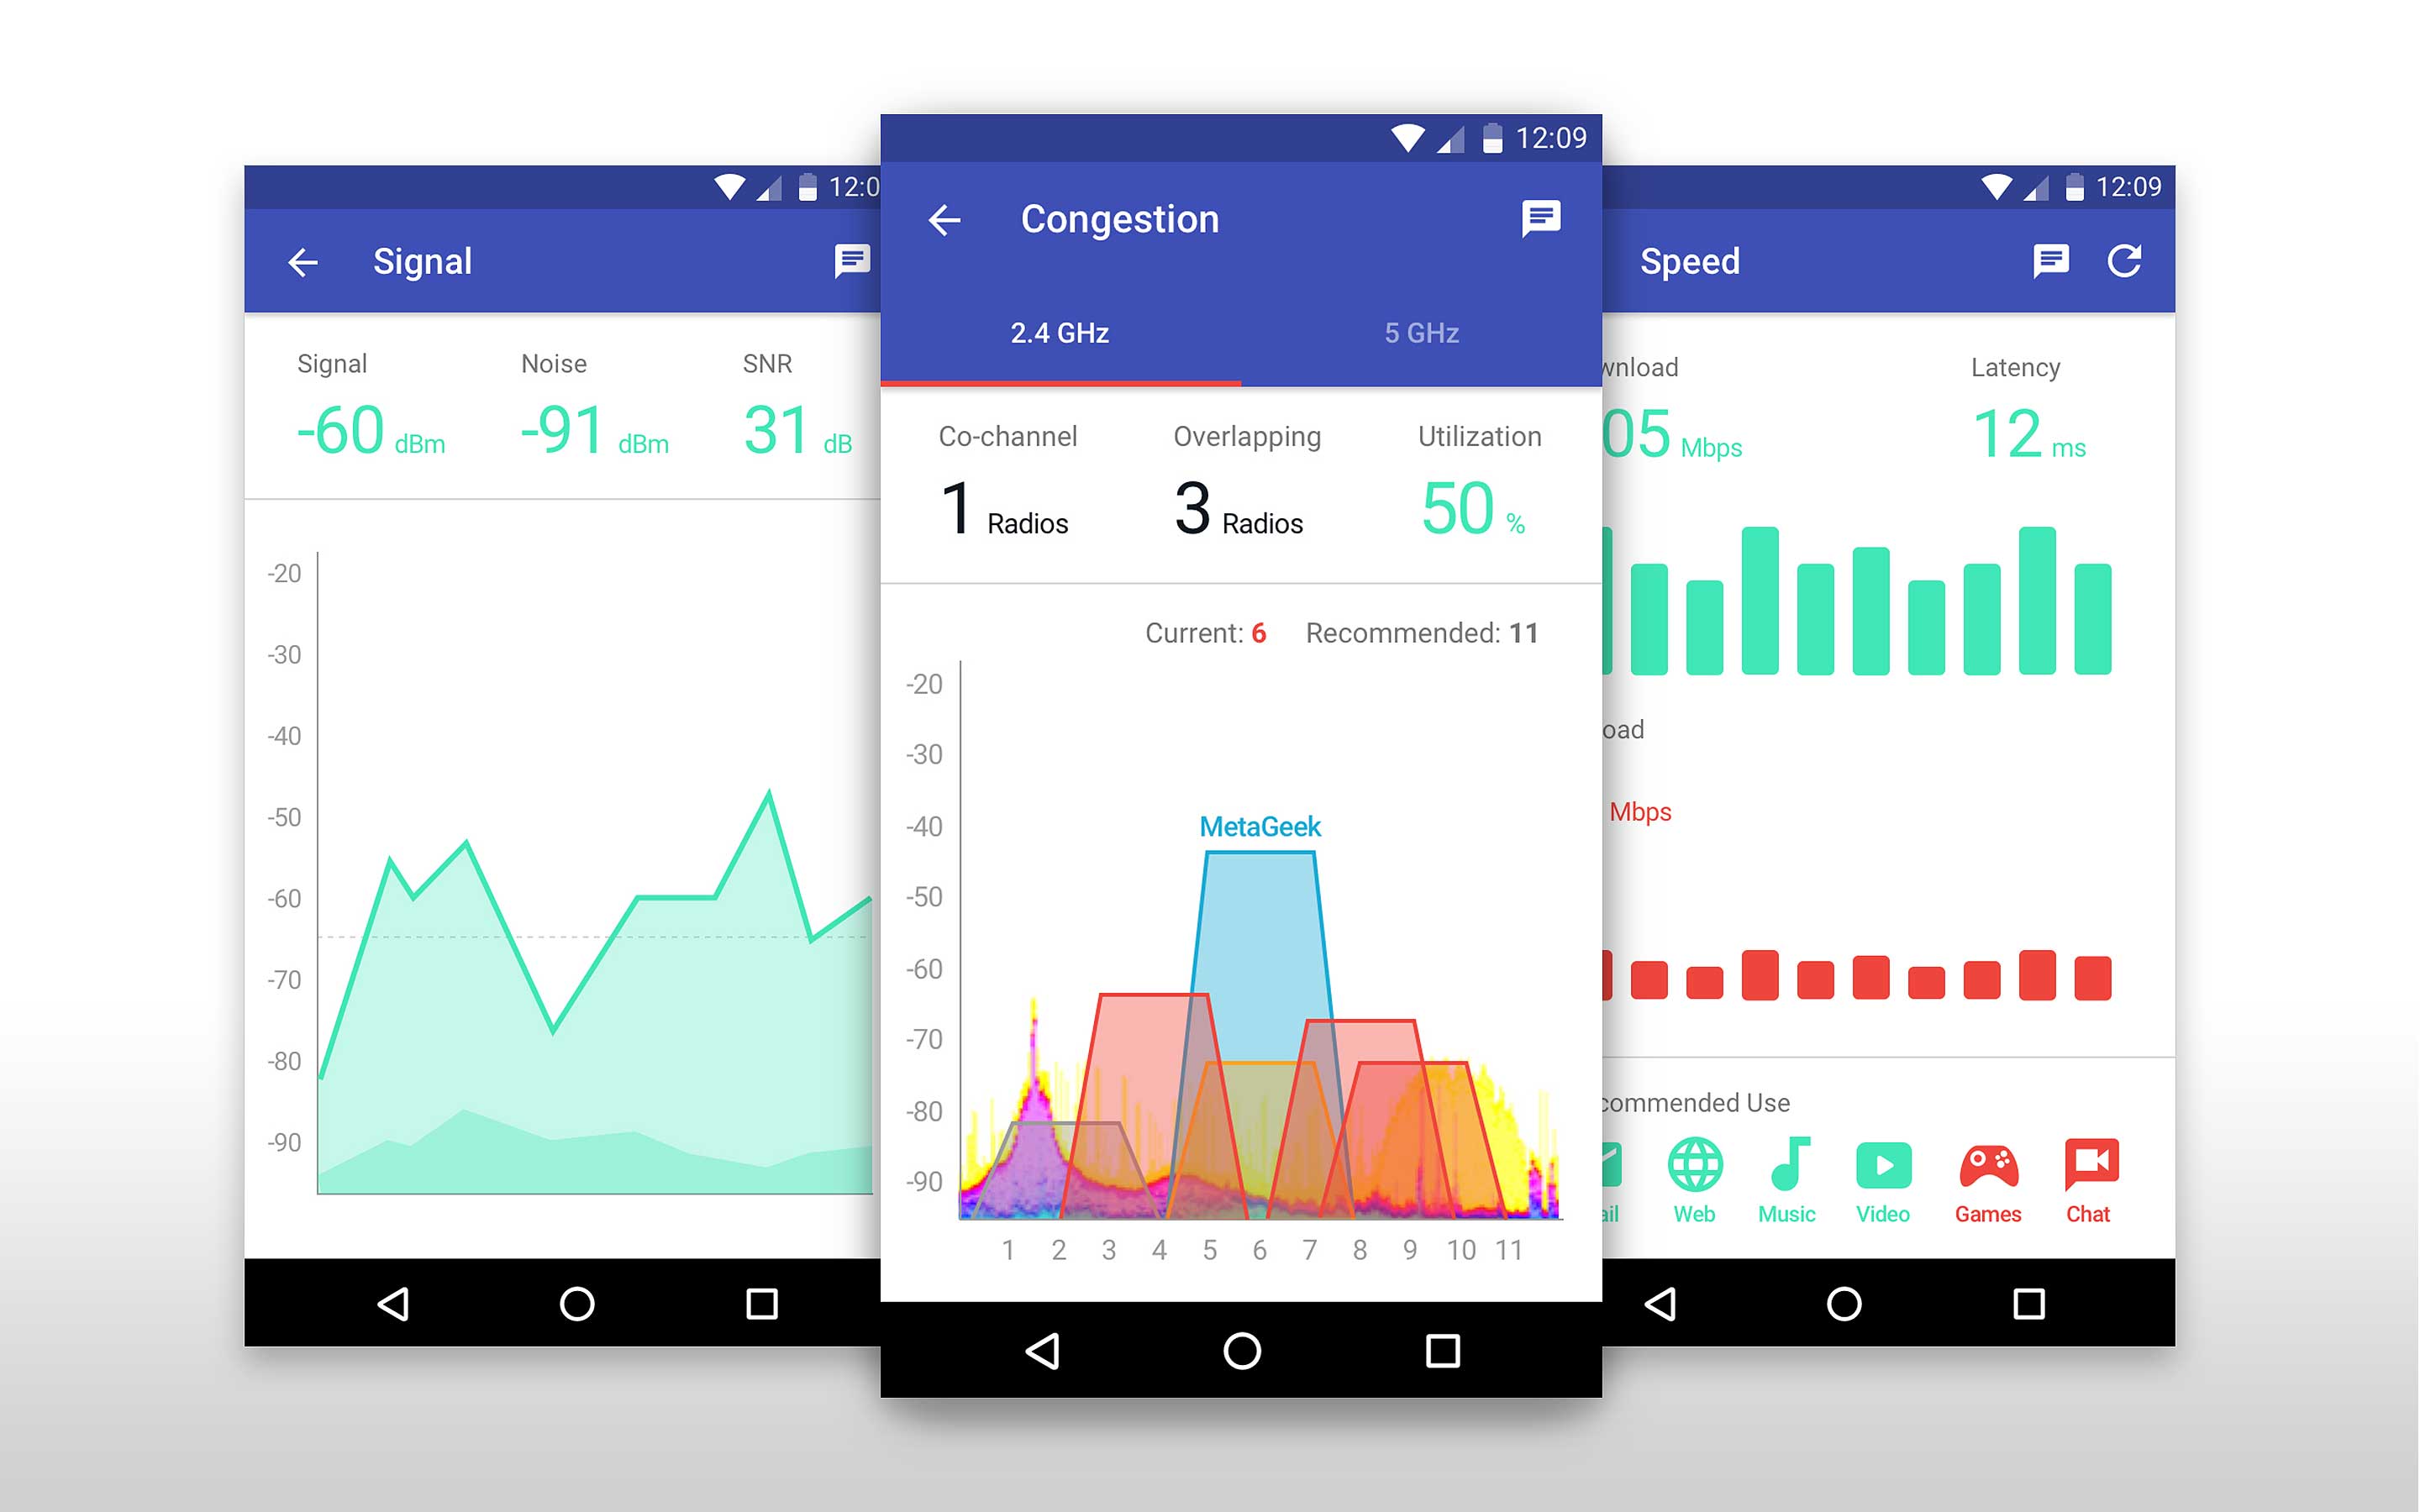 12:0
Signal
Signal Noise SNR
-60 dBm -91 dBm 31 dB
-20
-30
-40
-50
-60
-70
-80
-90
12:09
Congestion
2.4 GHz 5 GHz
Co-channel Overlapping Utilization
1 Radios 3 Radios 50 %
Current: 6 Recommended: 11
-20
-30
-40
MetaGeek
-50
-60
-70
-80
-90
1 2 3 4 5 6 7 8 9 10 11
12:09
Speed
wnload Latency
05 Mbps 12 ms
oad
Mbps
commended Use
ail Web Music Video Games Chat